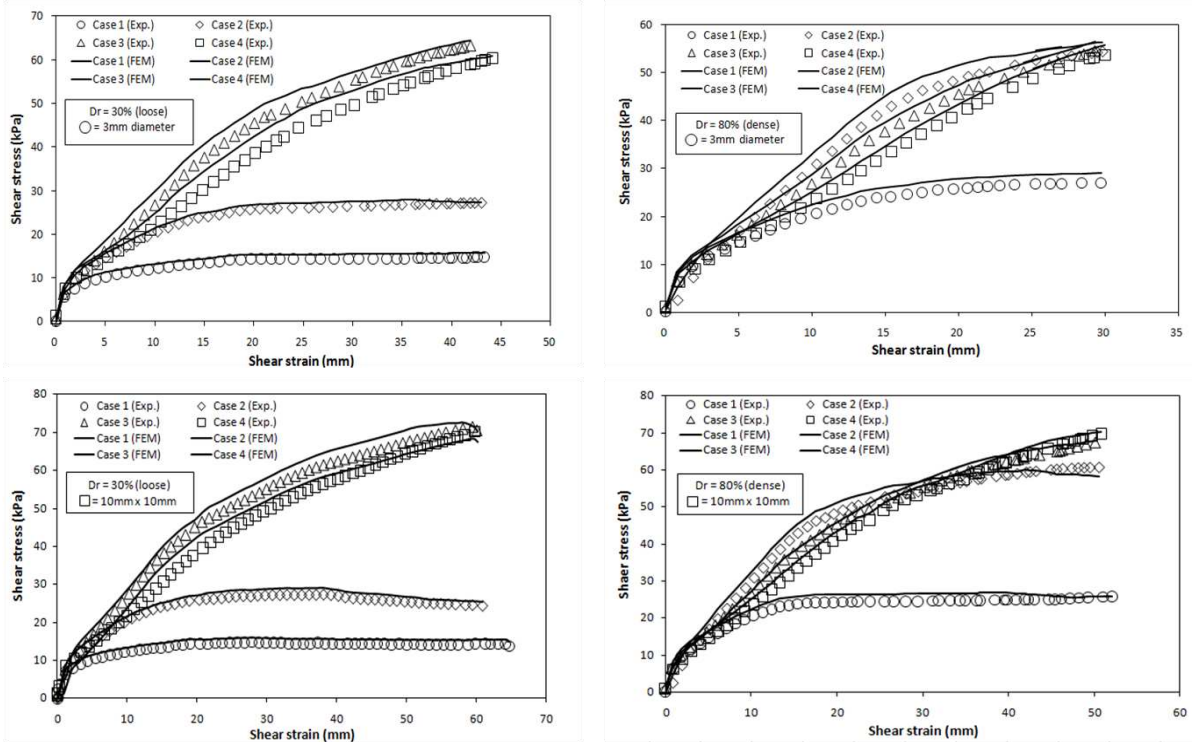 Case 1 (Exp.) Case 2 (Exp.)
Case 3 (Exp.) Case 4 (Exp.)
Case 1 (FEM) Case 2 (FEM)
Case 3 (FEM) Case 4 (FEM)
Dr = 30% (loose)
= 3mm diameter
Shear stress (kPa)
70
60
50
40
30
20
10
0
0 5 10 15 20 25 30 35 40 45 50
Shear strain (mm)
Case 1 (Exp.) Case 2 (Exp.)
Case 3 (Exp.) Case 4 (Exp.)
Case 1 (FEM) Case 2 (FEM)
Case 3 (FEM) Case 4 (FEM)
Dr = 80% (dense)
= 3mm diameter
Shear stress (kPa)
60
50
40
30
20
10
0
0 5 10 15 20 25 30 35
Shear strain (mm)
Case 1 (Exp.) Case 2 (Exp.)
Case 3 (Exp.) Case 4 (Exp.)
Case 1 (FEM) Case 2 (FEM)
Case 3 (FEM) Case 4 (FEM)
Dr = 30% (loose)
= 10mm x 10mm
Shear stress (kPa)
80
70
60
50
40
30
20
10
0
0 10 20 30 40 50 60 70
Shear strain (mm)
Case 1 (Exp.) Case 2 (Exp.)
Case 3 (Exp.) Case 4 (Exp.)
Case 1 (FEM) Case 2 (FEM)
Case 3 (FEM) Case 4 (FEM)
Dr = 80% (dense)
= 10mm x 10mm
Shaer stress (kPa)
80
70
60
50
40
30
20
10
0
0 10 20 30 40 50 60
Shear strain (mm)